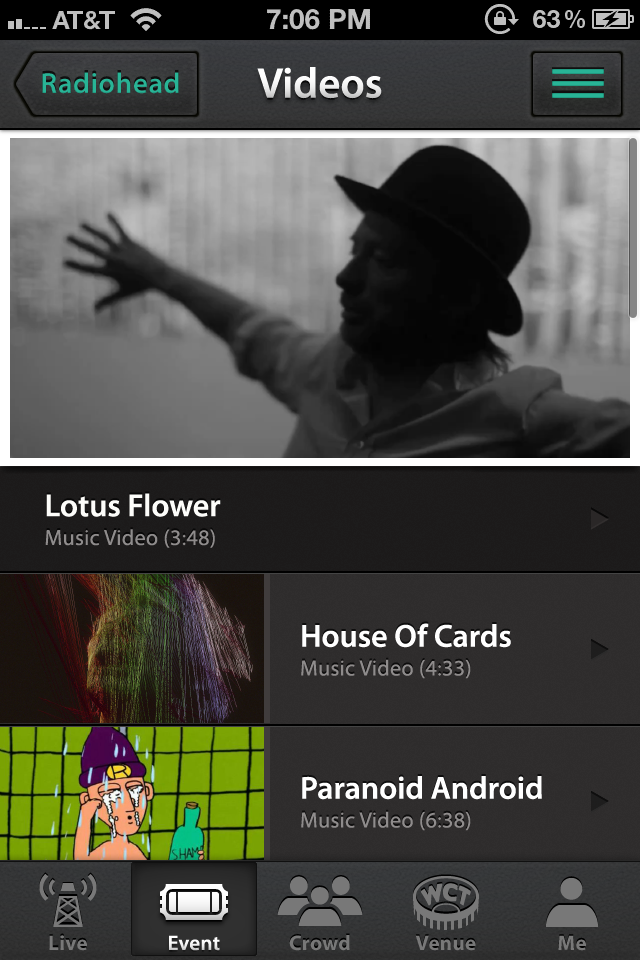 AT&T 7:06 PM 63%
Radiohead Videos
Lotus Flower
Music Video (3:48)
House Of Cards
Music Video (4:33)
R
SHAM
Paranoid Android
Music Video (6:38)
WCT
Live Event Crowd Venue Me